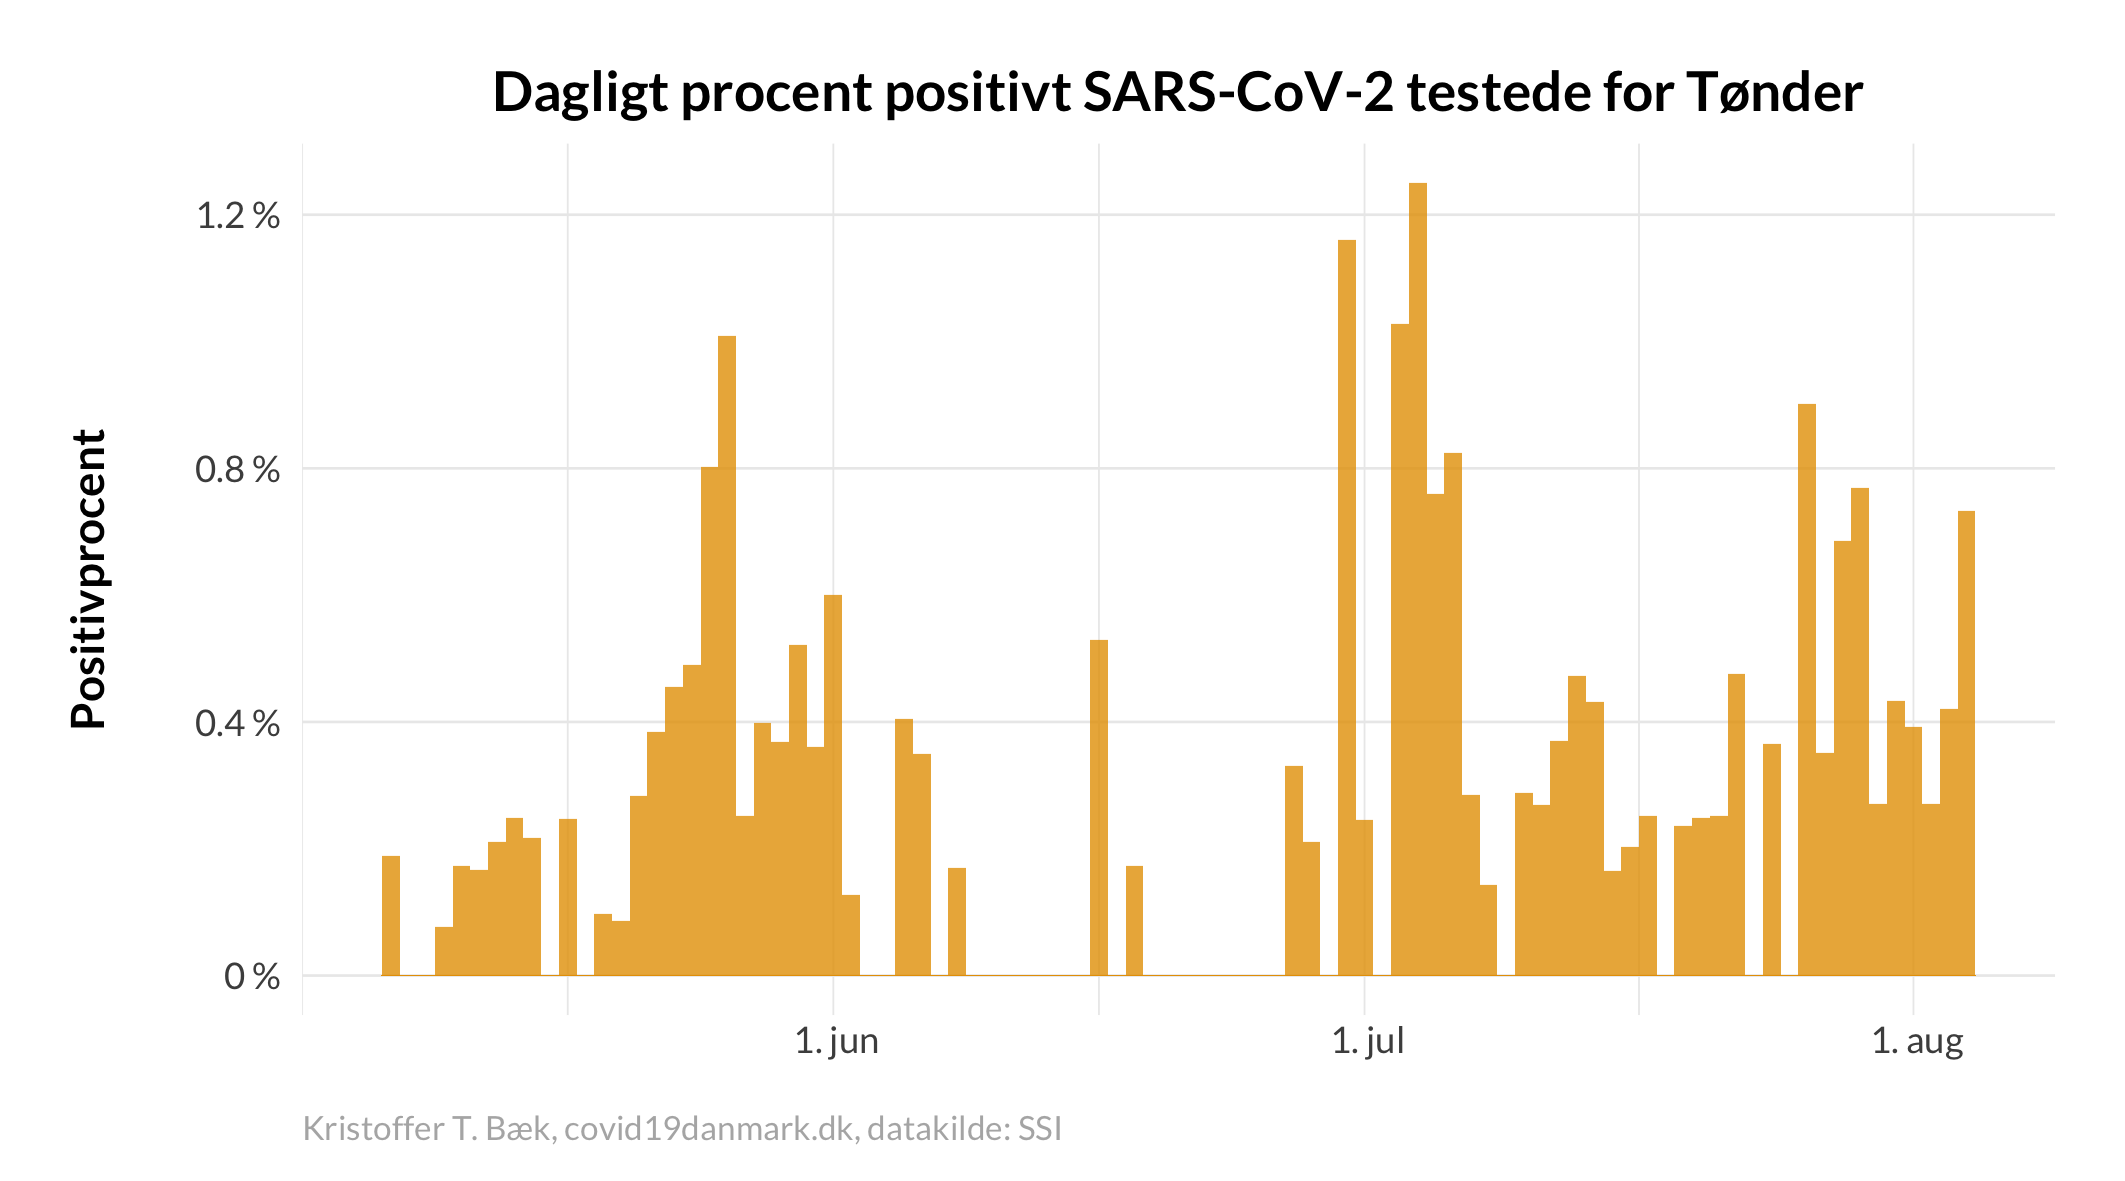 Dagligt procent positivt SARS-CoV-2 testede for Tønder
Positivprocent
1.2 %
0.8 %
0.4 %
0 %
1. jun
1. jul
1. aug
Kristoffer T. Bæk, covid19danmark.dk, datakilde: SSI